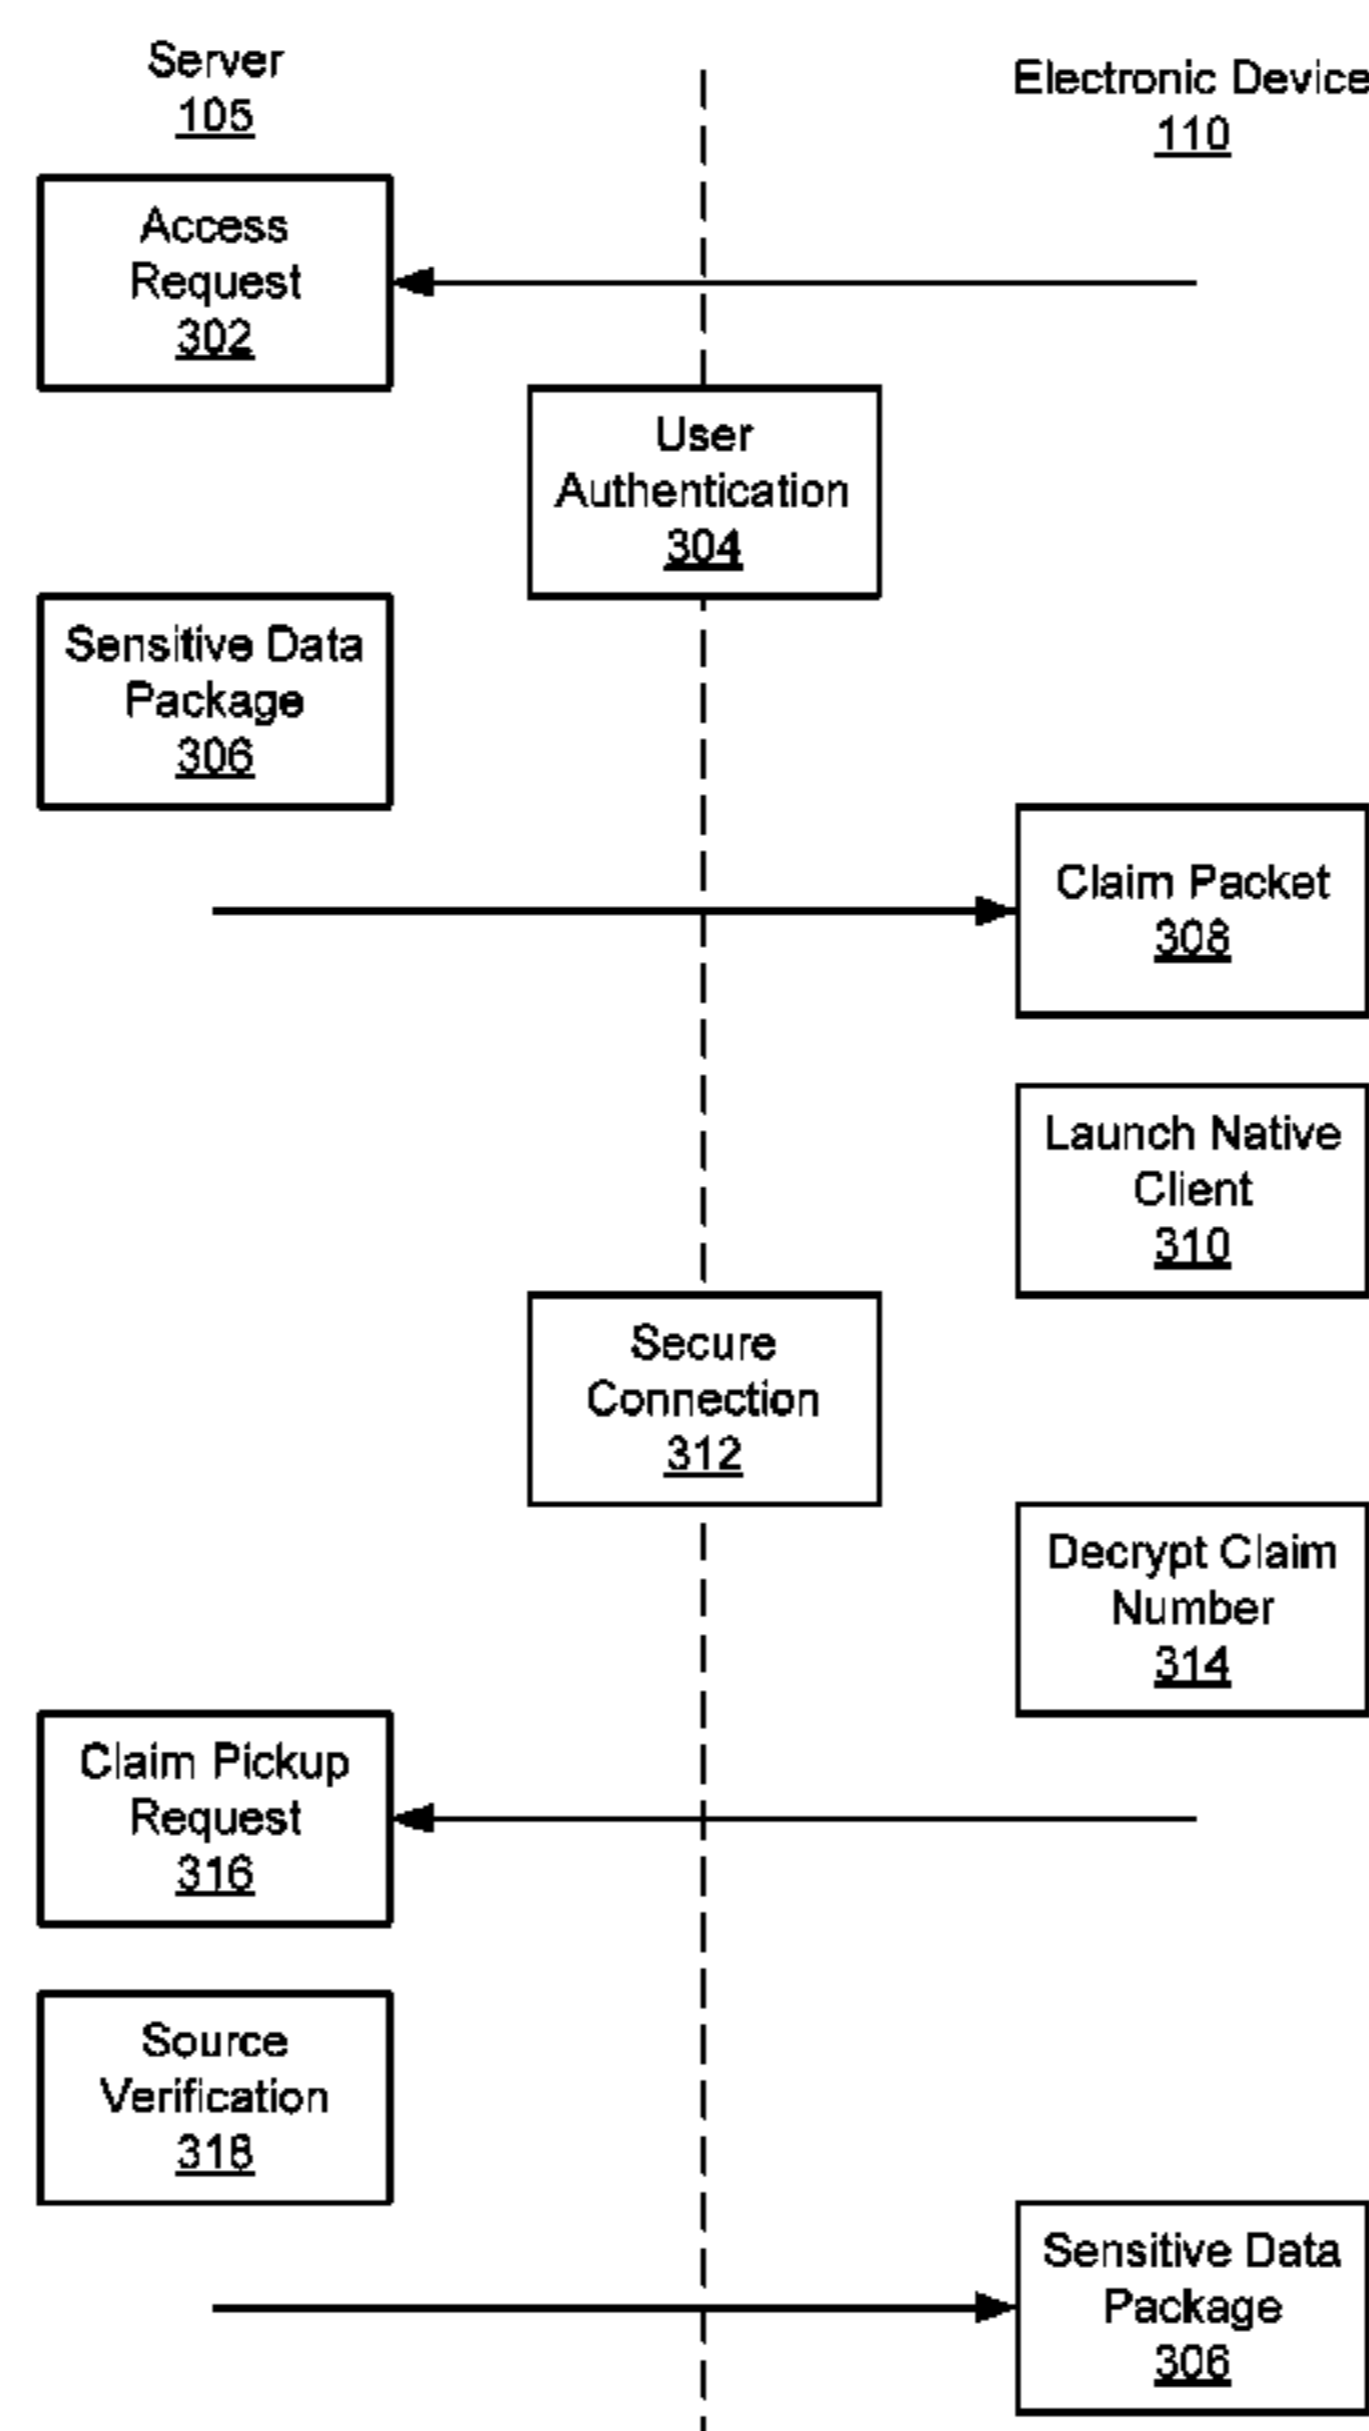 Server
105
Electronic Device
110
Access
Request
302
User
Authentication
304
Sensitive Data
Package
306
Claim Packet
308
Launch Native
Client
310
Secure
Connection
312
Decrypt Claim
Number
314
Claim Pickup
Request
316
Source
Verification
318
Sensitive Data
Package
306